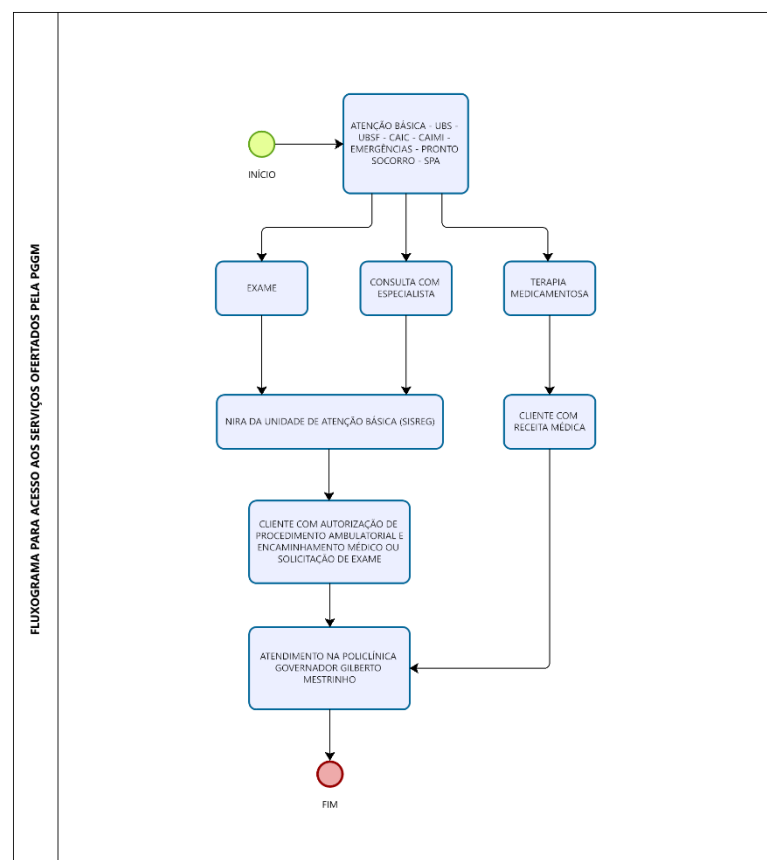 FLUXOGRAMA PARA ACESSO AOS SERVIÇOS OFERTADOS PELA PGGM
INÍCIO
ATENÇÃO BÁSICA - UBS -
UBSF - CAIC - CAIMI -
EMERGÊNCIAS - PRONTO
SOCORRO - SPA
EXAME
CONSULTA COM
ESPECIALISTA
TERAPIA
MEDICAMENTOSA
NIRA DA UNIDADE DE ATENÇÃO BÁSICA (SISREG)
CLIENTE COM
RECEITA MÉDICA
CLIENTE COM AUTORIZAÇÃO DE
PROCEDIMENTO AMBULATORIAL E
ENCAMINHAMENTO MÉDICO OU
SOLICITAÇÃO DE EXAME
ATENDIMENTO NA POLICLÍNICA
GOVERNADOR GILBERTO
MESTRINHO
FIM